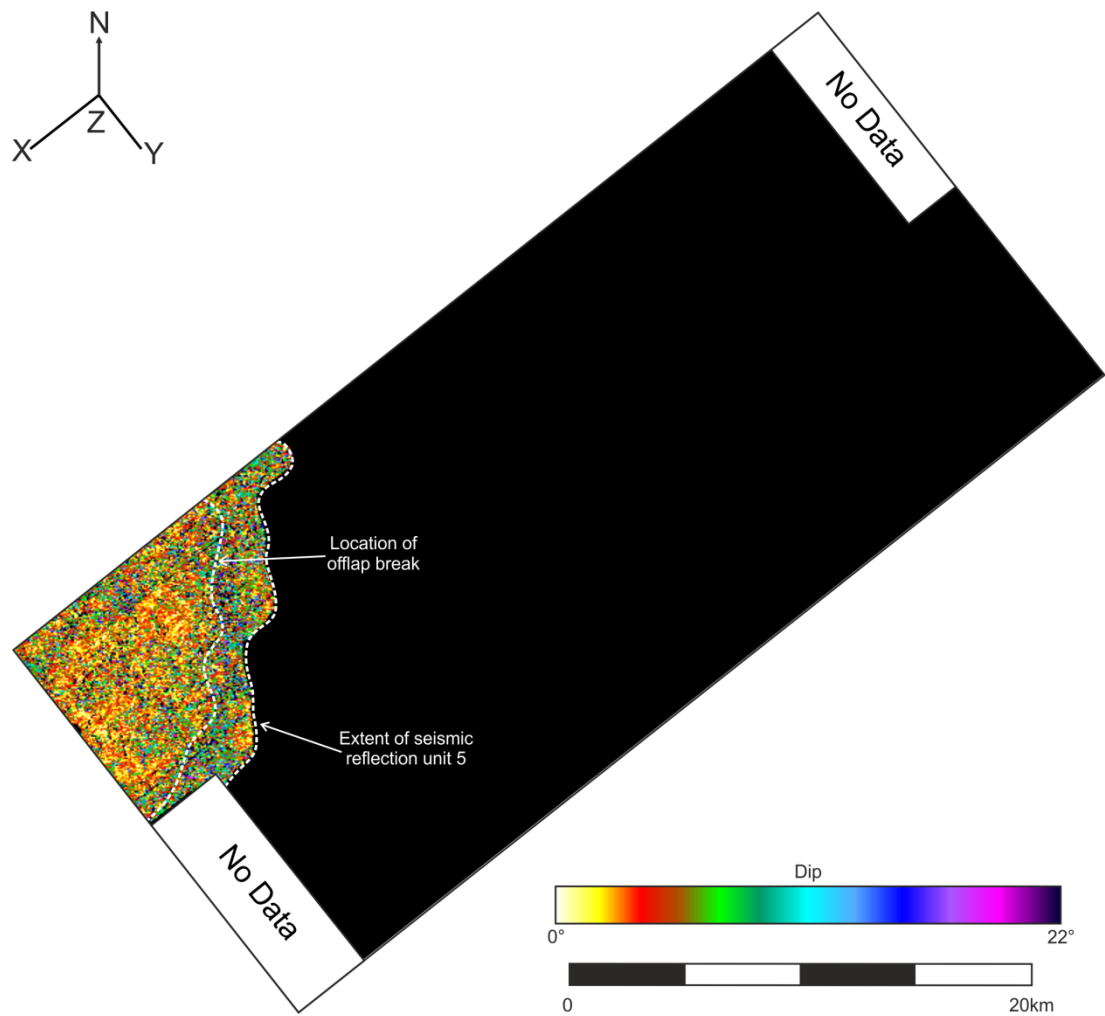 N
Z
X
Y
No Data
Location of
offlap break
Extent of seismic
reflection unit 5
No Data
Dip
0°
22°
0
20km